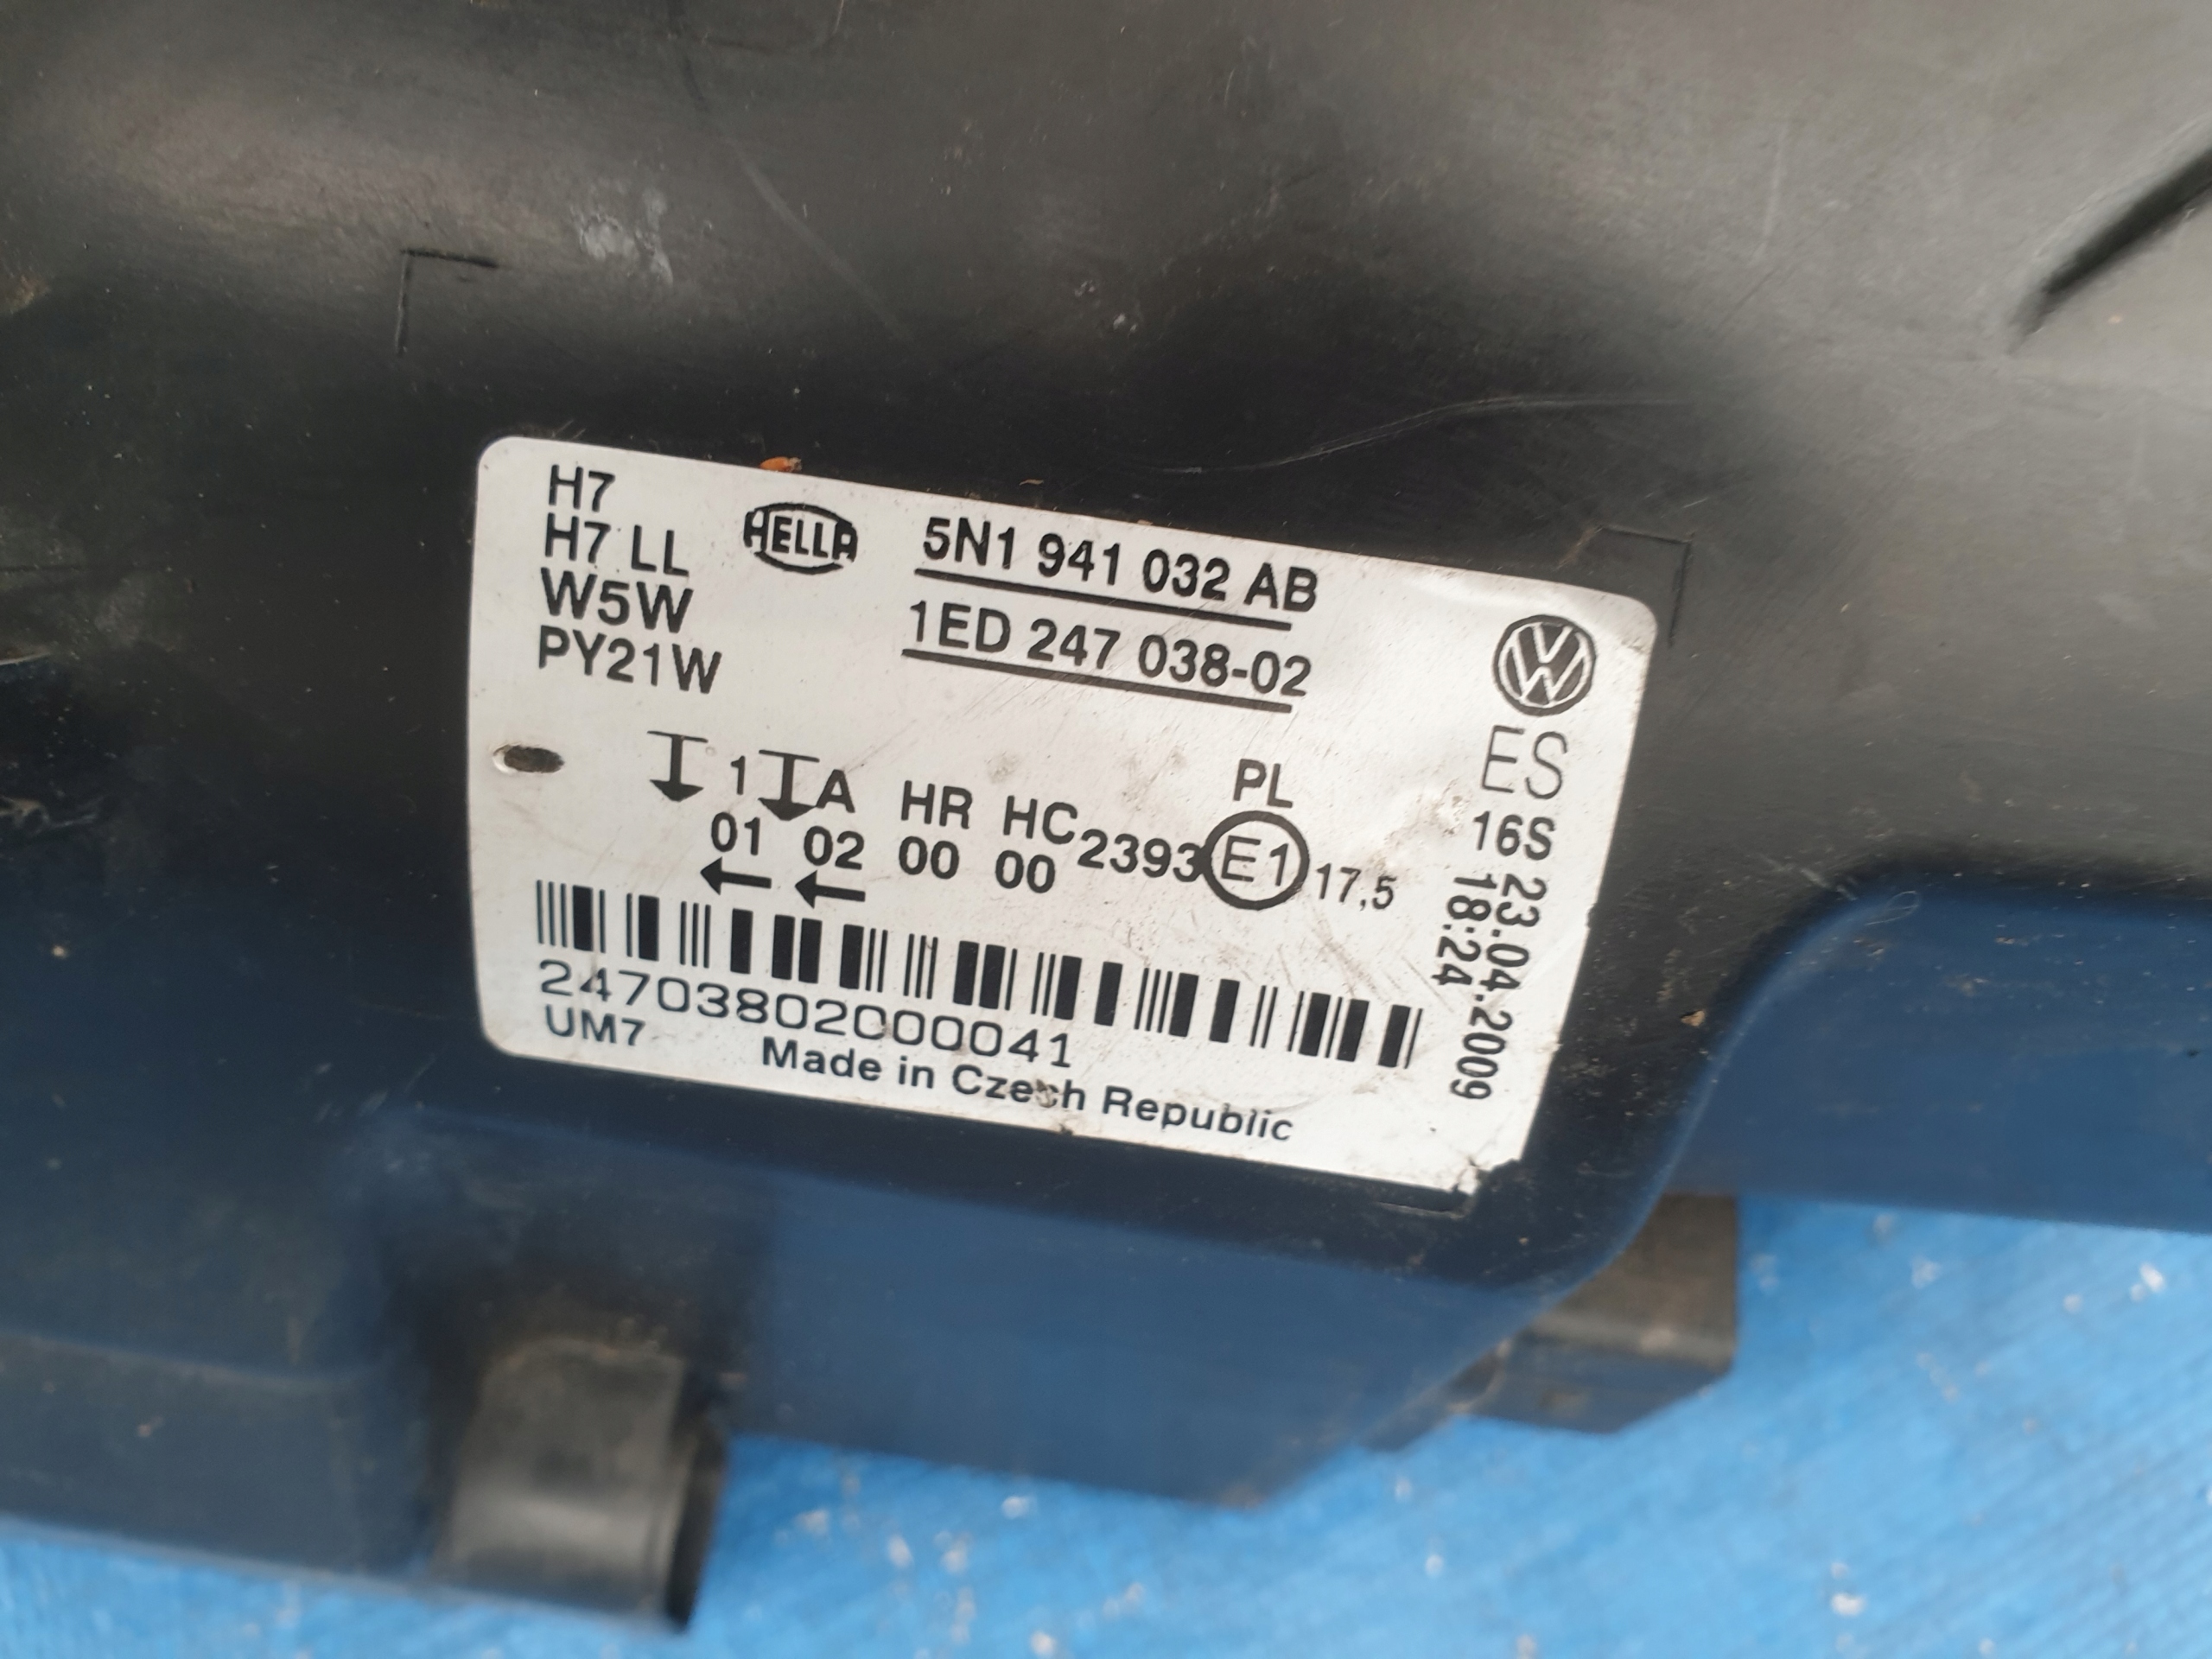 H7
H7 LL
W5W
PY21W
HELLA
5N1 941 032 AB
1ED 247 038-02
ES
16S 23.04.2009
18:24
1 A HR HC PL
01 02 00 00 2393 E1 17,5
24703802000041
UM7
Made in Czech Republic